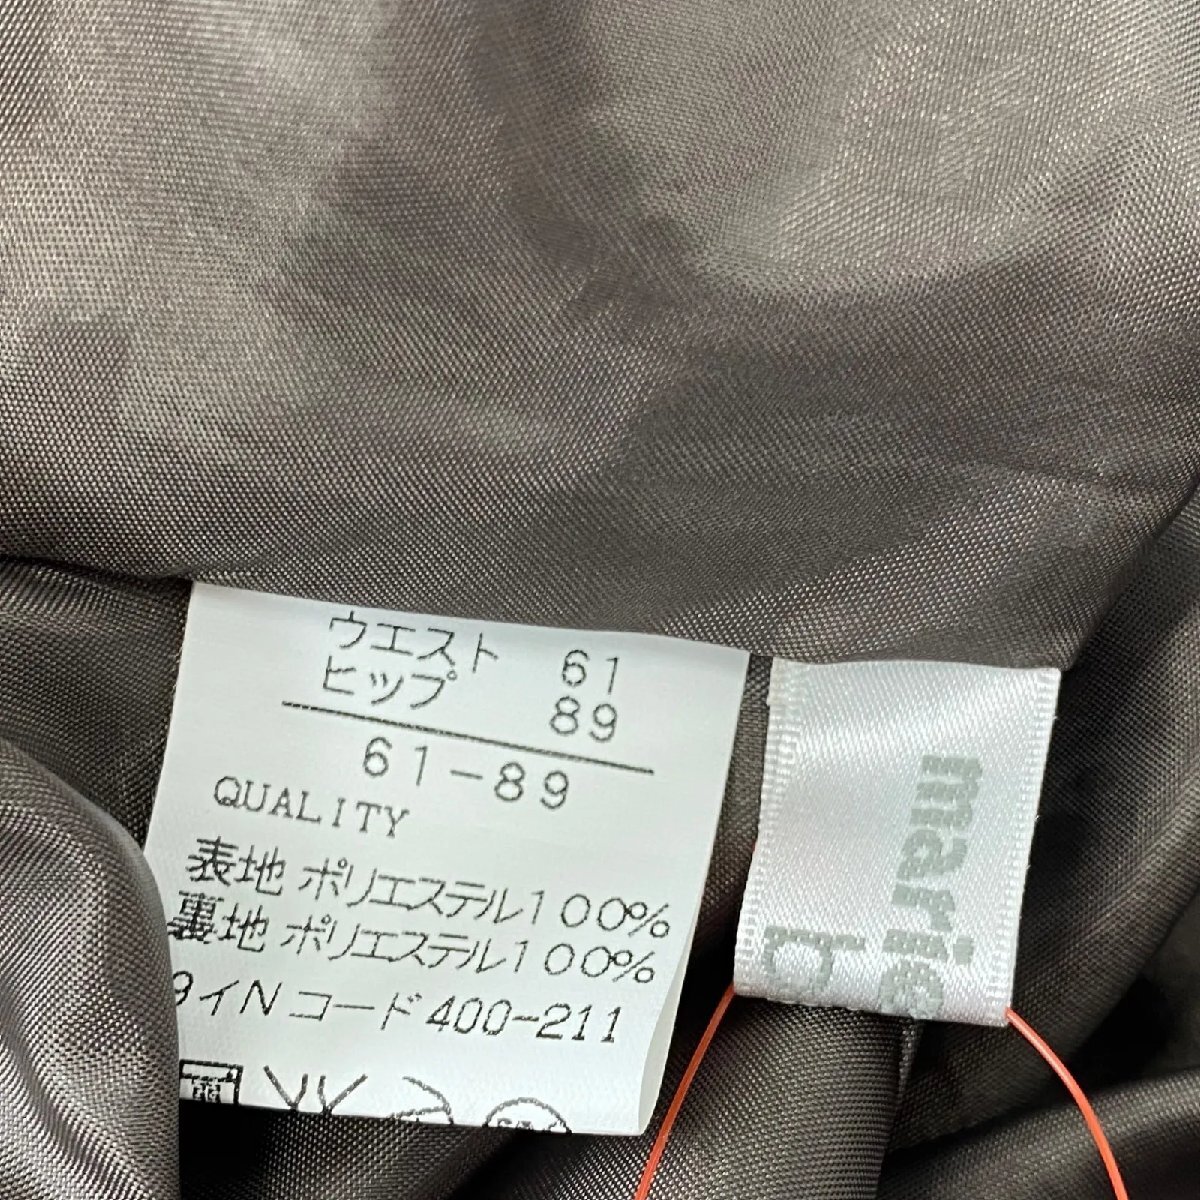 ウエスト 61
ヒップ 89
61-89
QUALITY
表地 ポリエステル100%
裏地 ポリエステル100%
タイNコード400-211
marie